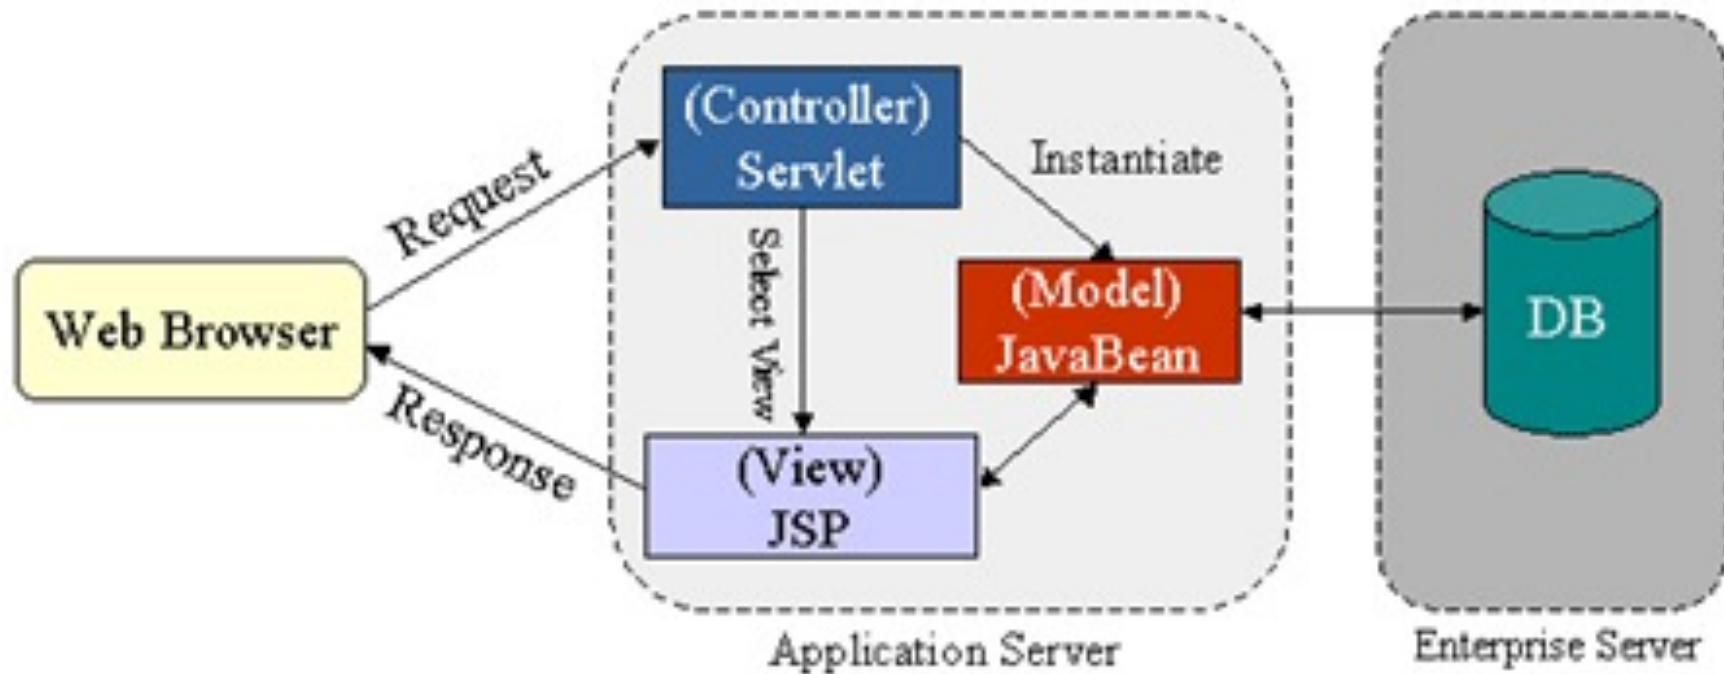 (Controller)
Servlet
Instantiate
Request
Select View
(Model)
JavaBean
DB
Web Browser
Response
(View)
JSP
Application Server
Enterprise Server